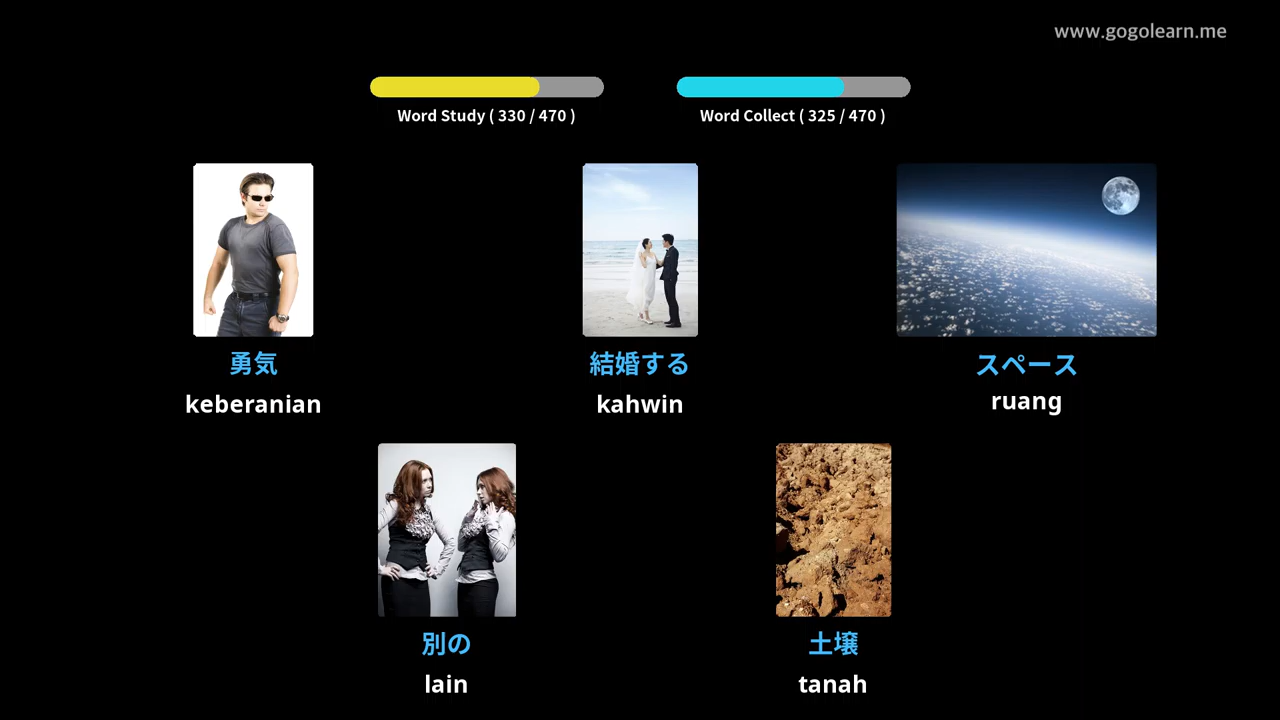 www.gogolearn.me
Word Study ( 330 / 470 )
Word Collect ( 325 / 470 )
勇気
keberanian
結婚する
kahwin
スペース
ruang
別の
lain
土壌
tanah